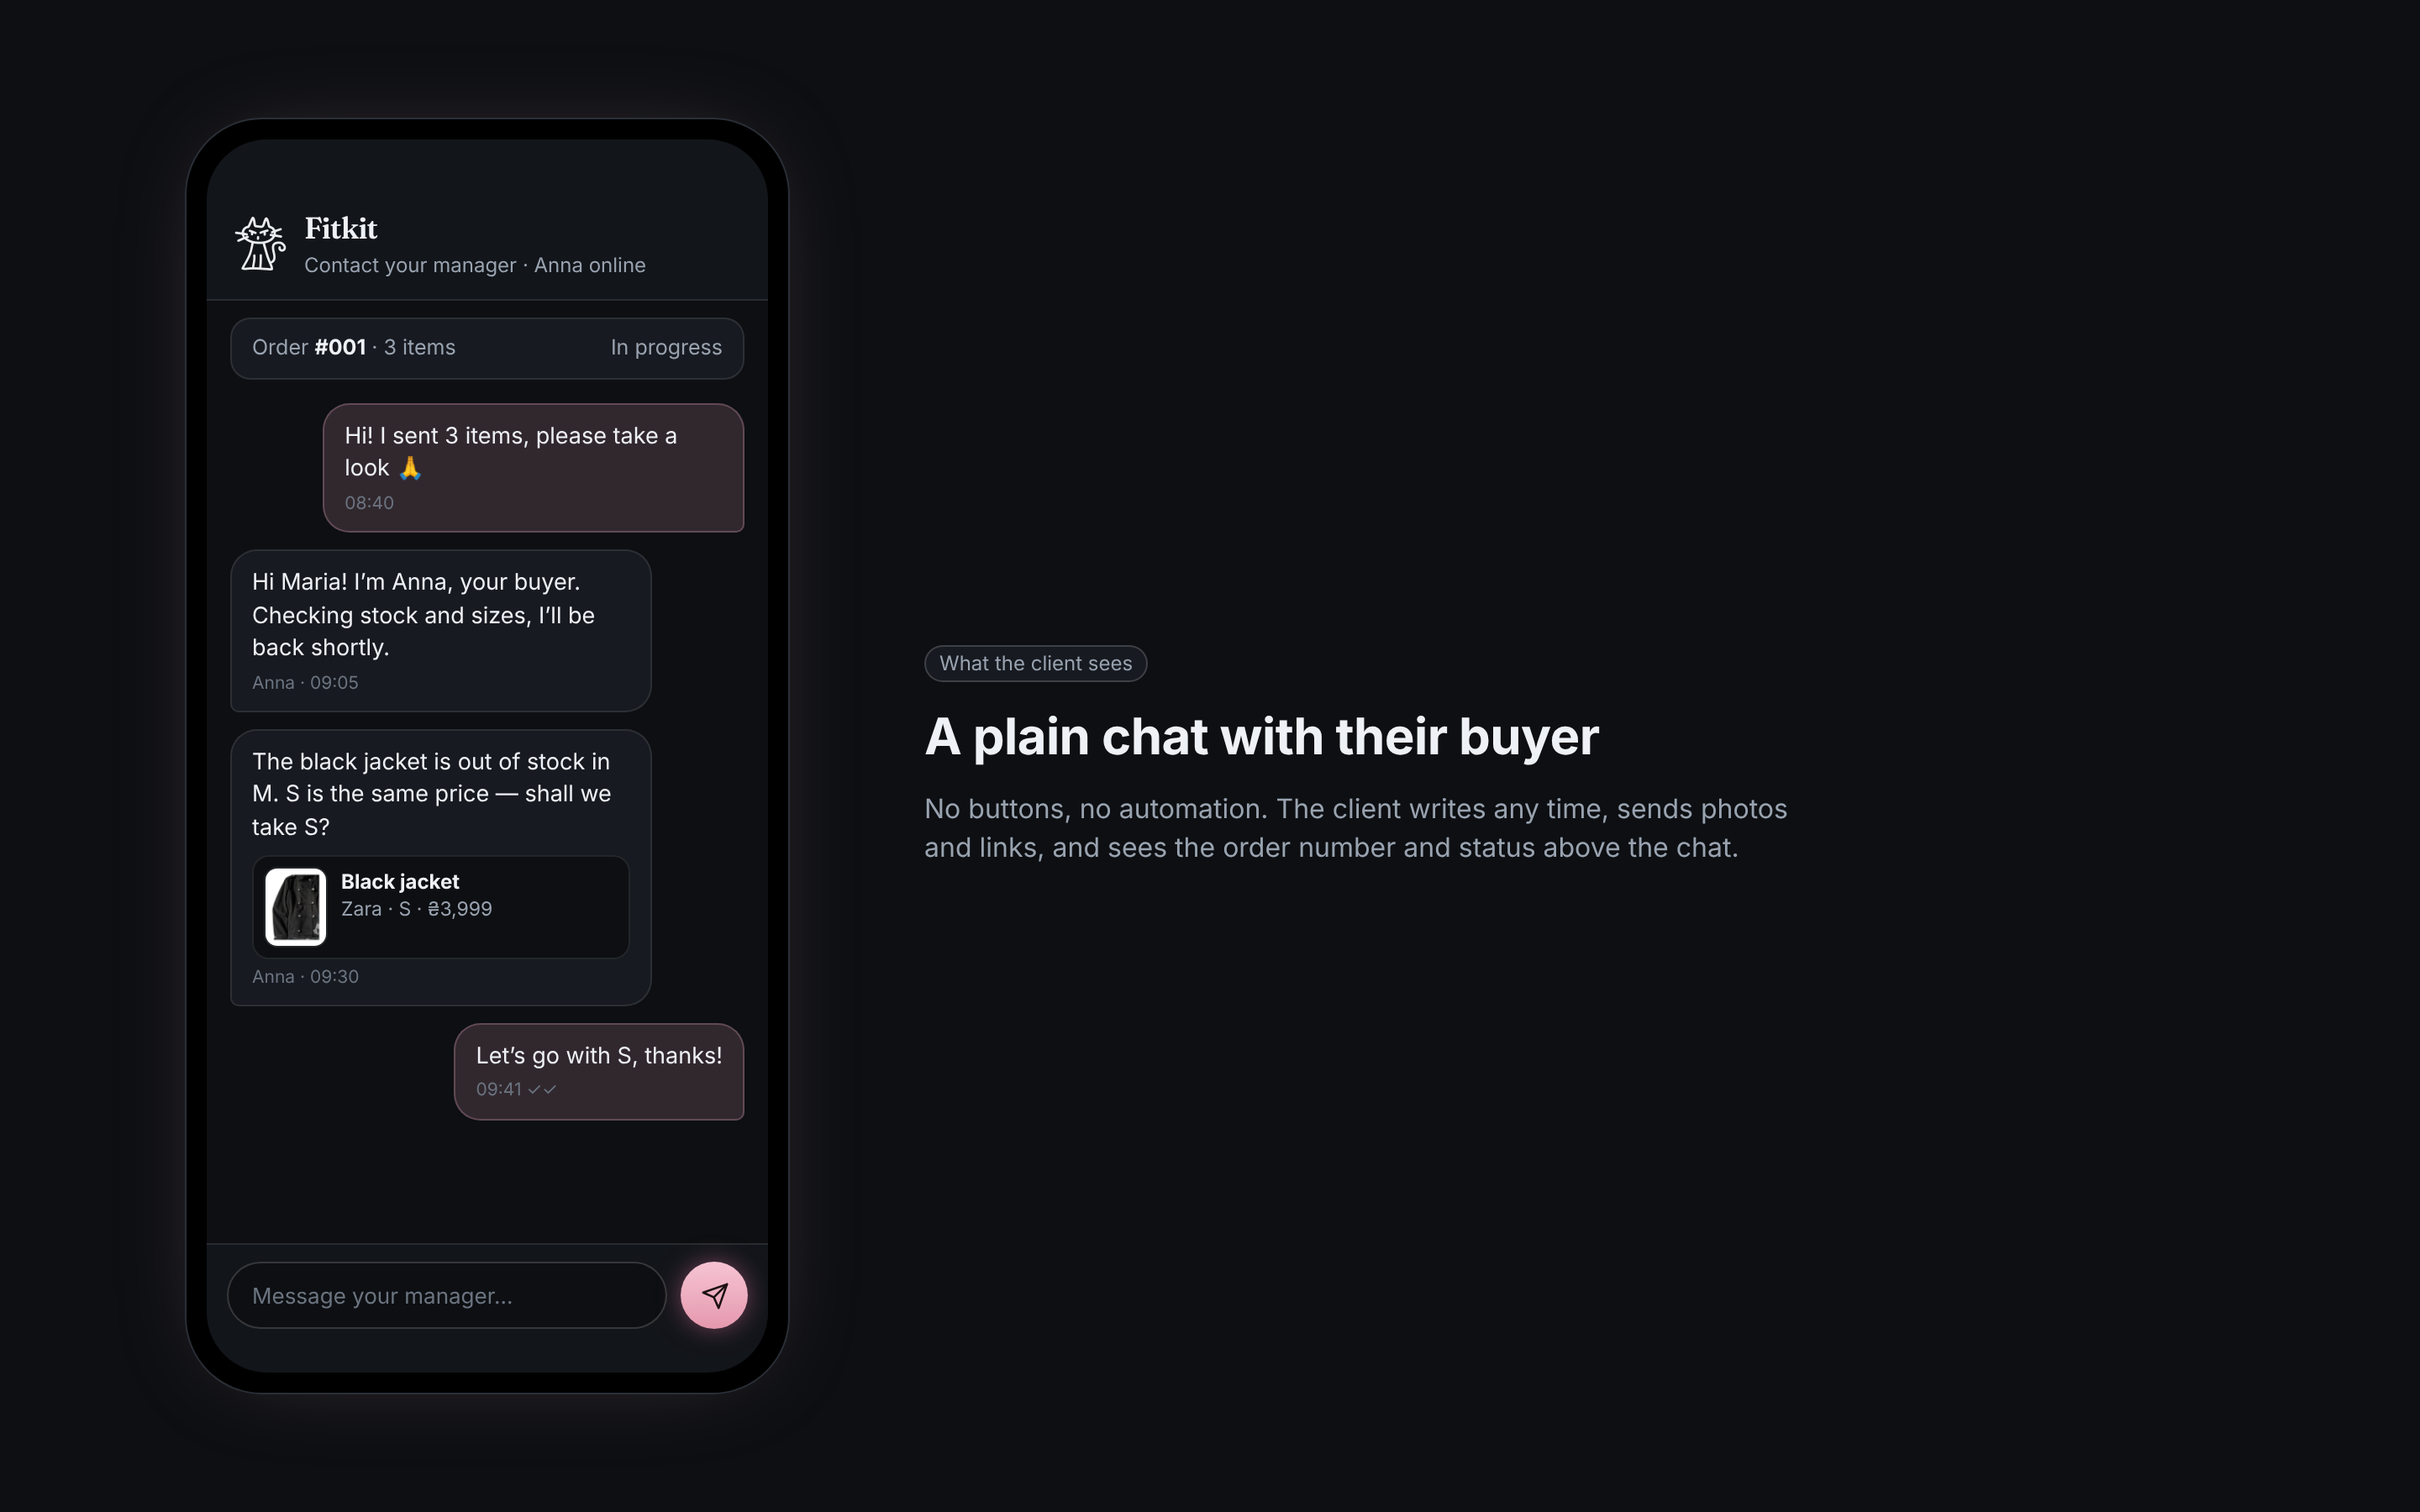 Fitkit
Contact your manager · Anna online
Order #001 · 3 items
In progress
Hi! I sent 3 items, please take a
look 🙏
08:40
Hi Maria! I’m Anna, your buyer.
Checking stock and sizes, I’ll be
back shortly.
Anna · 09:05
The black jacket is out of stock in
M. S is the same price — shall we
take S?
Black jacket
Zara · S · ₴3,999
Anna · 09:30
Let’s go with S, thanks!
09:41 ✓✓
Message your manager...
What the client sees
A plain chat with their buyer
No buttons, no automation. The client writes any time, sends photos
and links, and sees the order number and status above the chat.